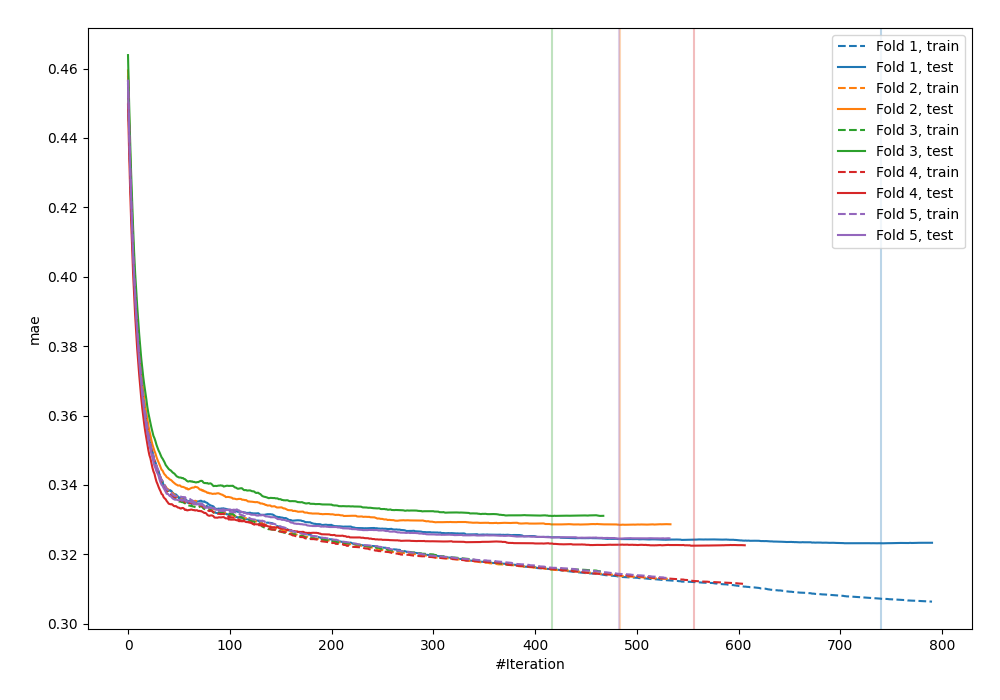 0.46
0.44
0.42
0.40
0.38
0.36
0.34
0.32
0.30
mae
0
100
200
300
400
500
600
700
800
#Iteration
Fold 1, train
Fold 1, test
Fold 2, train
Fold 2, test
Fold 3, train
Fold 3, test
Fold 4, train
Fold 4, test
Fold 5, train
Fold 5, test